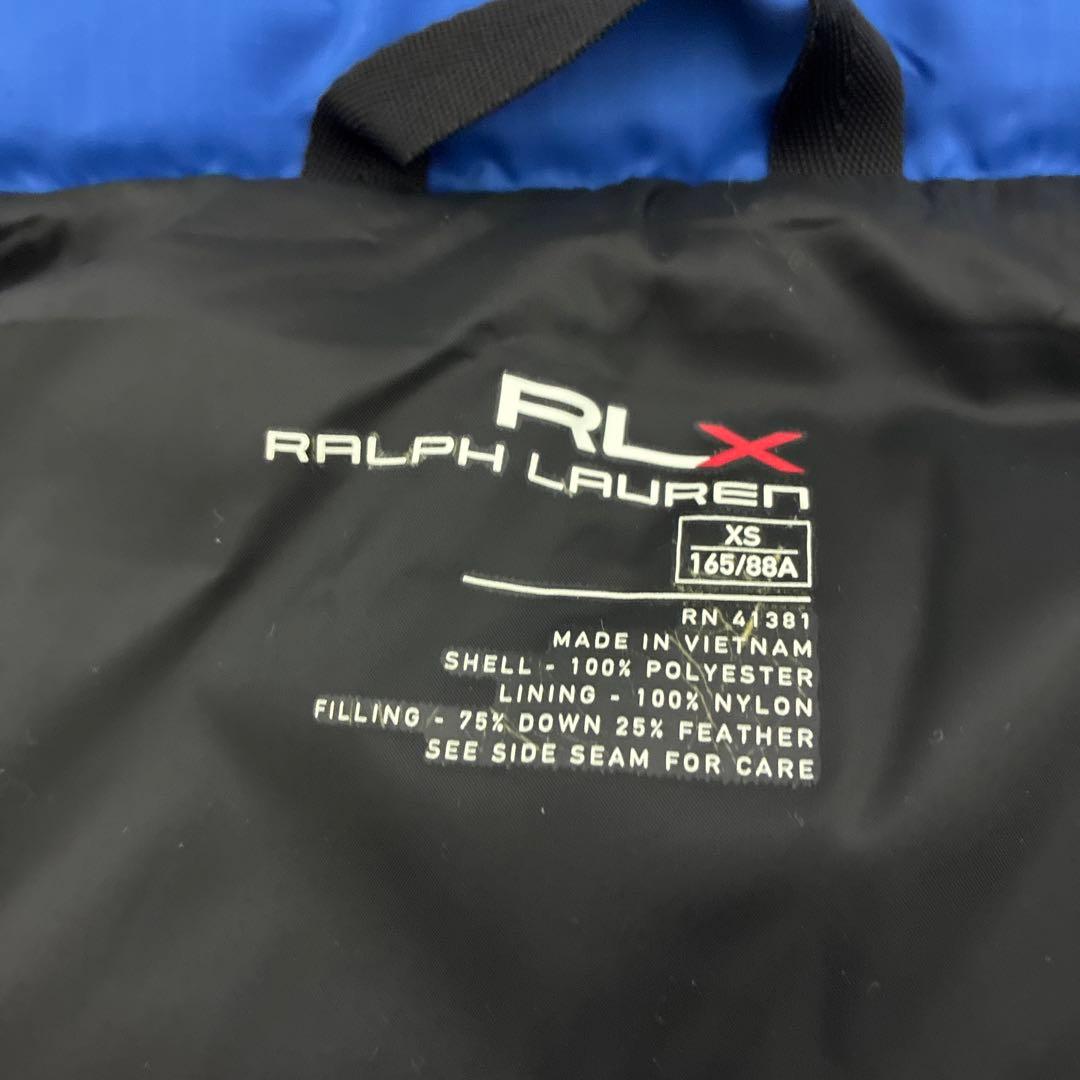 RLX
RALPH LAUREN
XS
165/88A
RN 41381
MADE IN VIETNAM
SHELL - 100% POLYESTER
LINING - 100% NYLON
FILLING - 75% DOWN 25% FEATHER
SEE SIDE SEAM FOR CARE